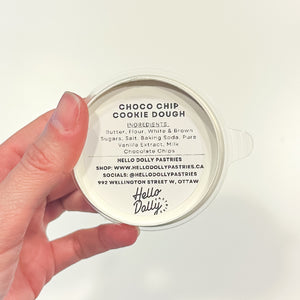 CHOCO CHIP
COOKIE DOUGH
INGREDIENTS:
Butter, Flour, White & Brown
Sugars, Salt, Baking Soda, Pure
Vanilla Extract, Milk
Chocolate Chips
HELLO DOLLY PASTRIES
SHOP: WWW.HELLODOLLYPASTRIES.CA
SOCIALS: @HELLODOLLYPASTRIES
992 WELLINGTON STREET W, OTTAW
Hello
Dolly